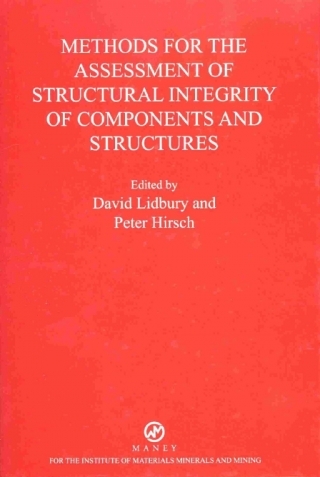 METHODS FOR THE
ASSESSMENT OF
STRUCTURAL INTEGRITY
OF COMPONENTS AND
STRUCTURES
Edited by
David Lidbury and
Peter Hirsch
MANEY
FOR THE INSTITUTE OF MATERIALS MINERALS AND MINING